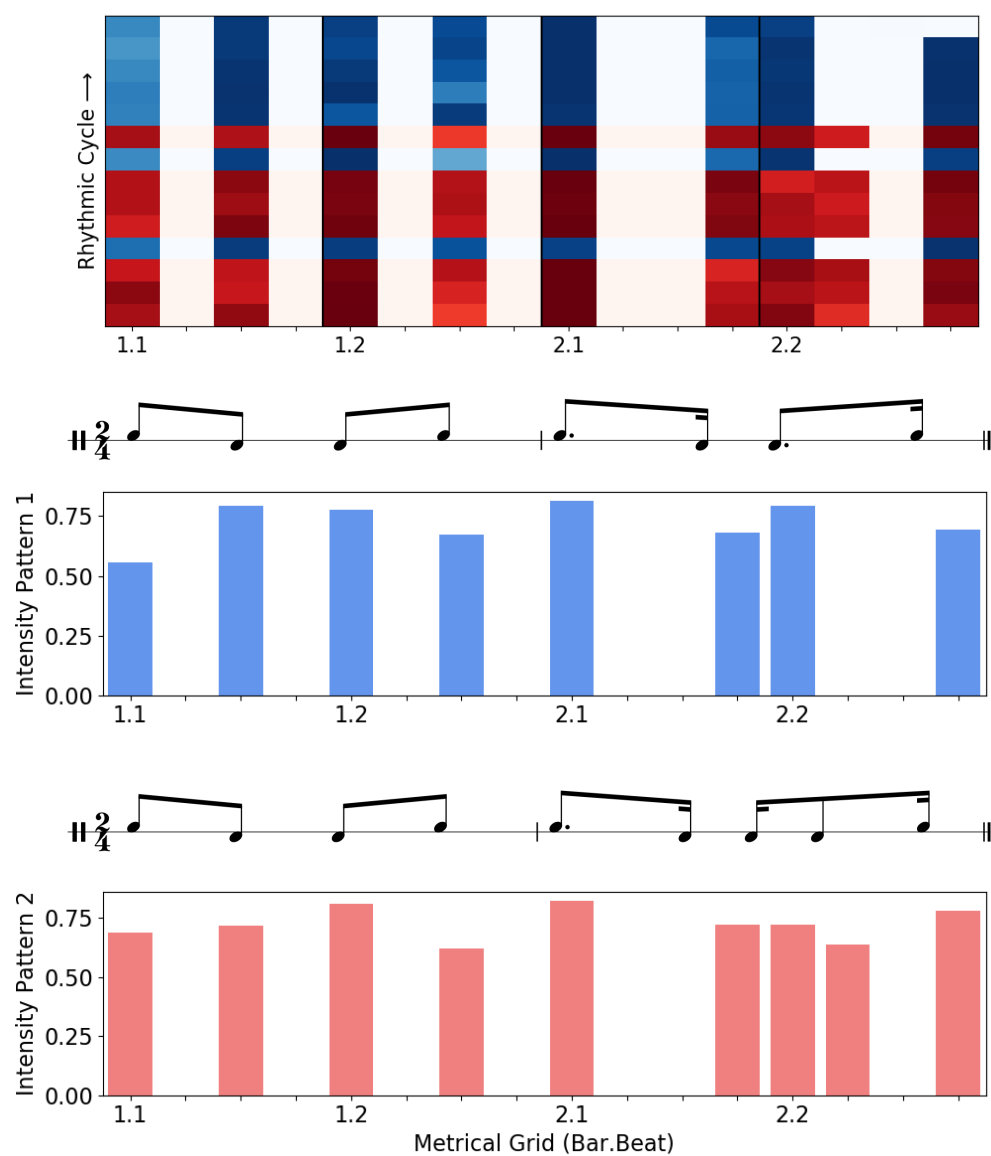 Rhythmic Cycle ⟶
1.1 1.2 2.1 2.2
2
4
Intensity Pattern 1
0.75
0.50
0.25
0.00
1.1 1.2 2.1 2.2
2
4
Intensity Pattern 2
0.75
0.50
0.25
0.00
1.1 1.2 2.1 2.2
Metrical Grid (Bar.Beat)